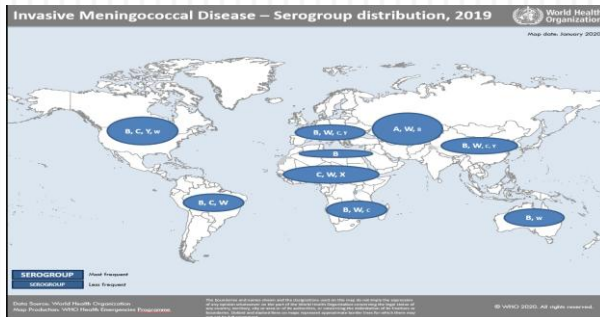 Invasive Meningococcal Disease – Serogroup distribution, 2019
World Health
Organization
Map date: January 2020
B, C, Y, W
B, W, C, Y
A, W, B
B, W, C, Y
B
C, W, X
B, C, W
B, W, C
B, W
SEROGROUP Most Frequent
SEROGROUP Less Frequent
Data Source: World Health Organization
Map Production: WHO Health Emergencies Programme.
© WHO 2020. All rights reserved.